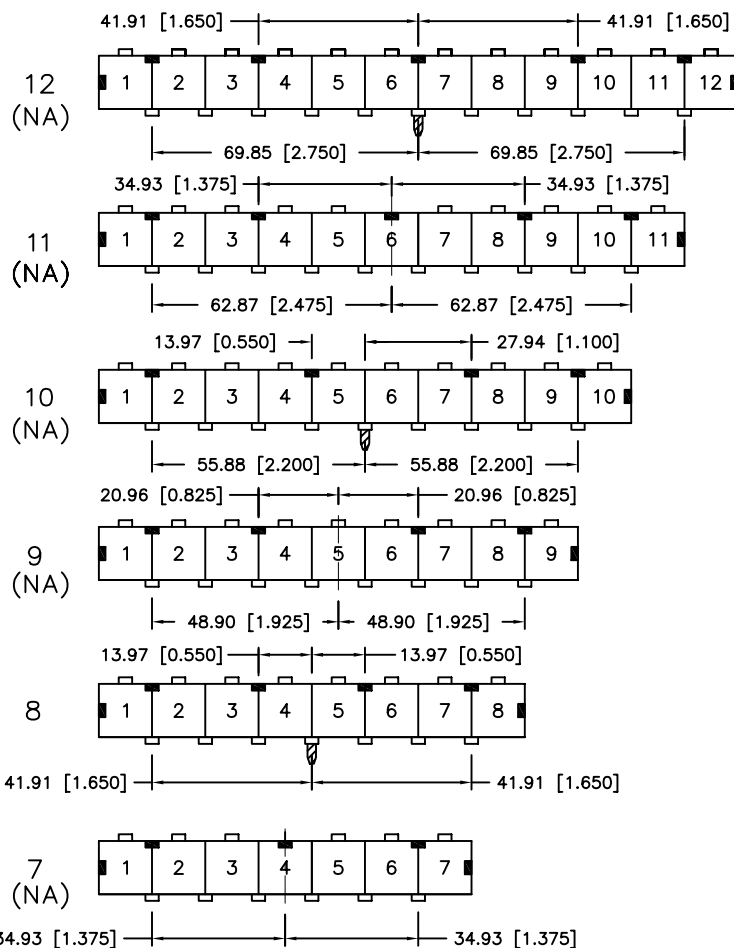 41.91 [1.650] 41.91 [1.650]
12 1 2 3 4 5 6 7 8 9 10 11 12
(NA)
69.85 [2.750] 69.85 [2.750]
34.93 [1.375] 34.93 [1.375]
11 1 2 3 4 5 6 7 8 9 10 11
(NA)
62.87 [2.475] 62.87 [2.475]
13.97 [0.550] 27.94 [1.100]
10 1 2 3 4 5 6 7 8 9 10
(NA)
55.88 [2.200] 55.88 [2.200]
20.96 [0.825] 20.96 [0.825]
9 1 2 3 4 5 6 7 8 9
(NA)
48.90 [1.925] 48.90 [1.925]
13.97 [0.550] 13.97 [0.550]
8 1 2 3 4 5 6 7 8
41.91 [1.650] 41.91 [1.650]
7 1 2 3 4 5 6 7
(NA)
34.93 [1.375] 34.93 [1.375]